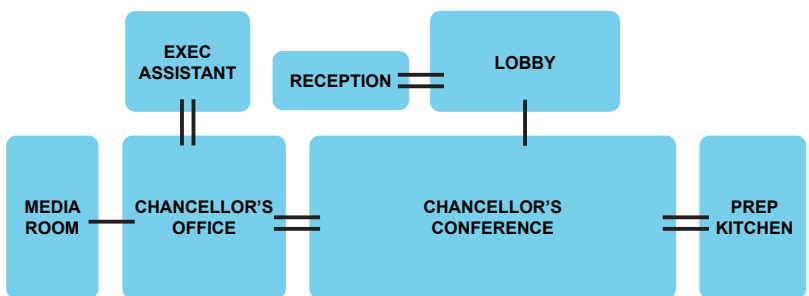 EXEC
ASSISTANT
RECEPTION
LOBBY
MEDIA
ROOM
CHANCELLOR'S
OFFICE
CHANCELLOR'S
CONFERENCE
PREP
KITCHEN